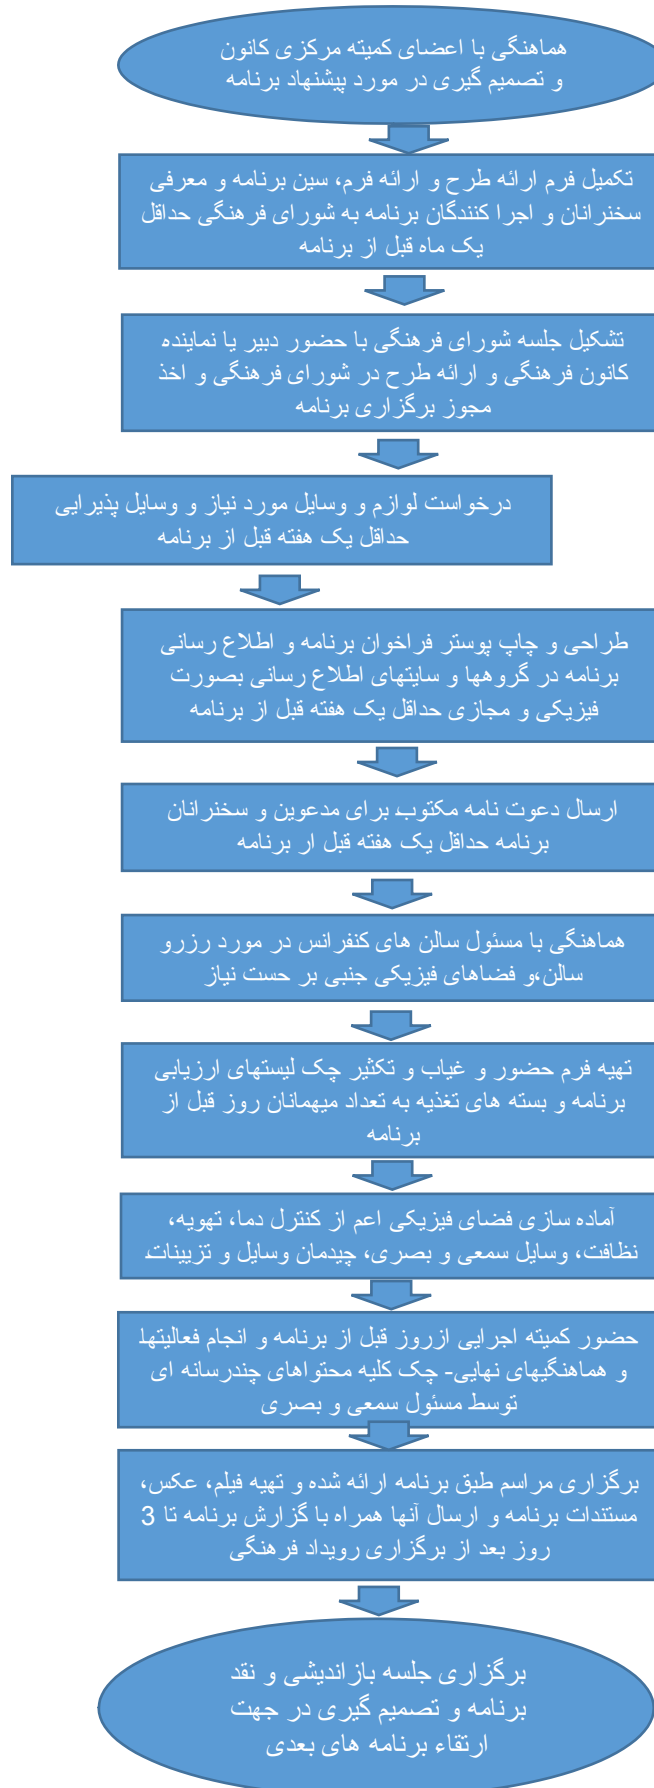 هماهنگی با اعضای کمیته مرکزی کانون
و تصمیم گیری در مورد پیشنهاد برنامه
تکمیل فرم ارائه طرح و ارائه فرم، سین برنامه و معرفی
سخنرانان و اجرا کنندگان برنامه به شورای فرهنگی حداقل
یک ماه قبل از برنامه
تشکیل جلسه شورای فرهنگی با حضور دبیر یا نماینده
کانون فرهنگی و ارائه طرح در شورای فرهنگی و اخذ
مجوز برگزاری برنامه
درخواست لوازم و وسایل مورد نیاز و وسایل پذیرایی
حداقل یک هفته قبل از برنامه
طراحی و چاپ پوستر فراخوان برنامه و اطلاع رسانی
برنامه در گروهها و سایتهای اطلاع رسانی بصورت
فیزیکی و مجازی حداقل یک هفته قبل از برنامه
ارسال دعوت نامه مکتوب برای مدعوین و سخنرانان
برنامه حداقل یک هفته قبل ار برنامه
هماهنگی با مسئول سالن های کنفرانس در مورد رزرو
سالن،و فضاهای فیزیکی جنبی بر حست نیاز
تهیه فرم حضور و غیاب و تکثیر چک لیستهای ارزیابی
برنامه و بسته های تغذیه به تعداد میهمانان روز قبل از
برنامه
آماده سازی فضای فیزیکی اعم از کنترل دما، تهویه،
نظافت، وسایل سمعی و بصری، چیدمان وسایل و تزیینات
حضور کمیته اجرایی ازروز قبل از برنامه و انجام فعالیتها
و هماهنگیهای نهایی- چک کلیه محتواهای چندرسانه ای
توسط مسئول سمعی و بصری
برگزاری مراسم طبق برنامه ارائه شده و تهیه فیلم، عکس،
مستندات برنامه و ارسال آنها همراه با گزارش برنامه تا 3
روز بعد از برگزاری رویداد فرهنگی
برگزاری جلسه بازاندیشی و نقد
برنامه و تصمیم گیری در جهت
ارتقاء برنامه های بعدی